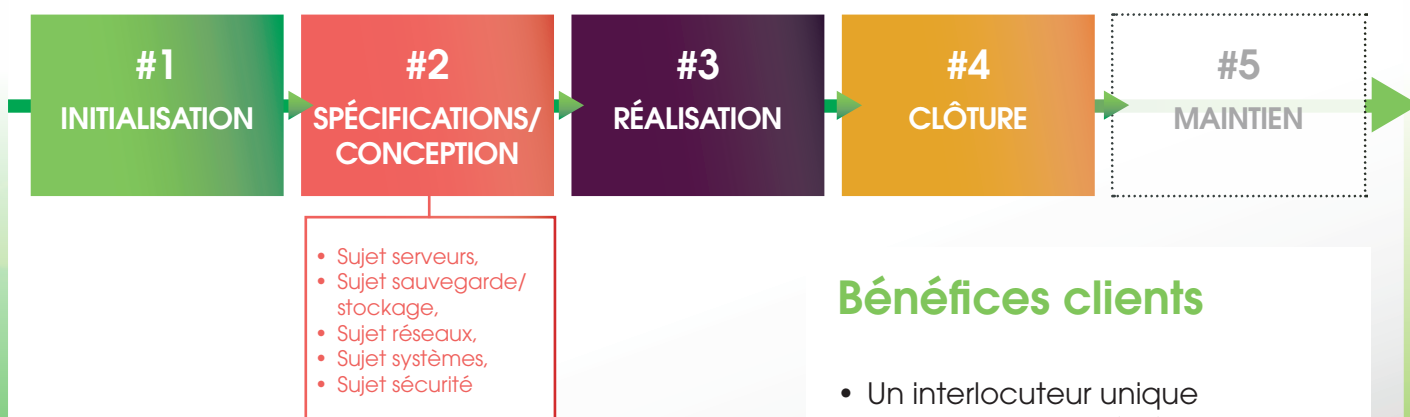 #1
INITIALISATION
#2
SPÉCIFICATIONS/
CONCEPTION
#3
RÉALISATION
#4
CLÔTURE
#5
MAINTIEN
• Sujet serveurs,
• Sujet sauvegarde/
stockage,
• Sujet réseaux,
• Sujet systèmes,
• Sujet sécurité
Bénéfices clients
• Un interlocuteur unique